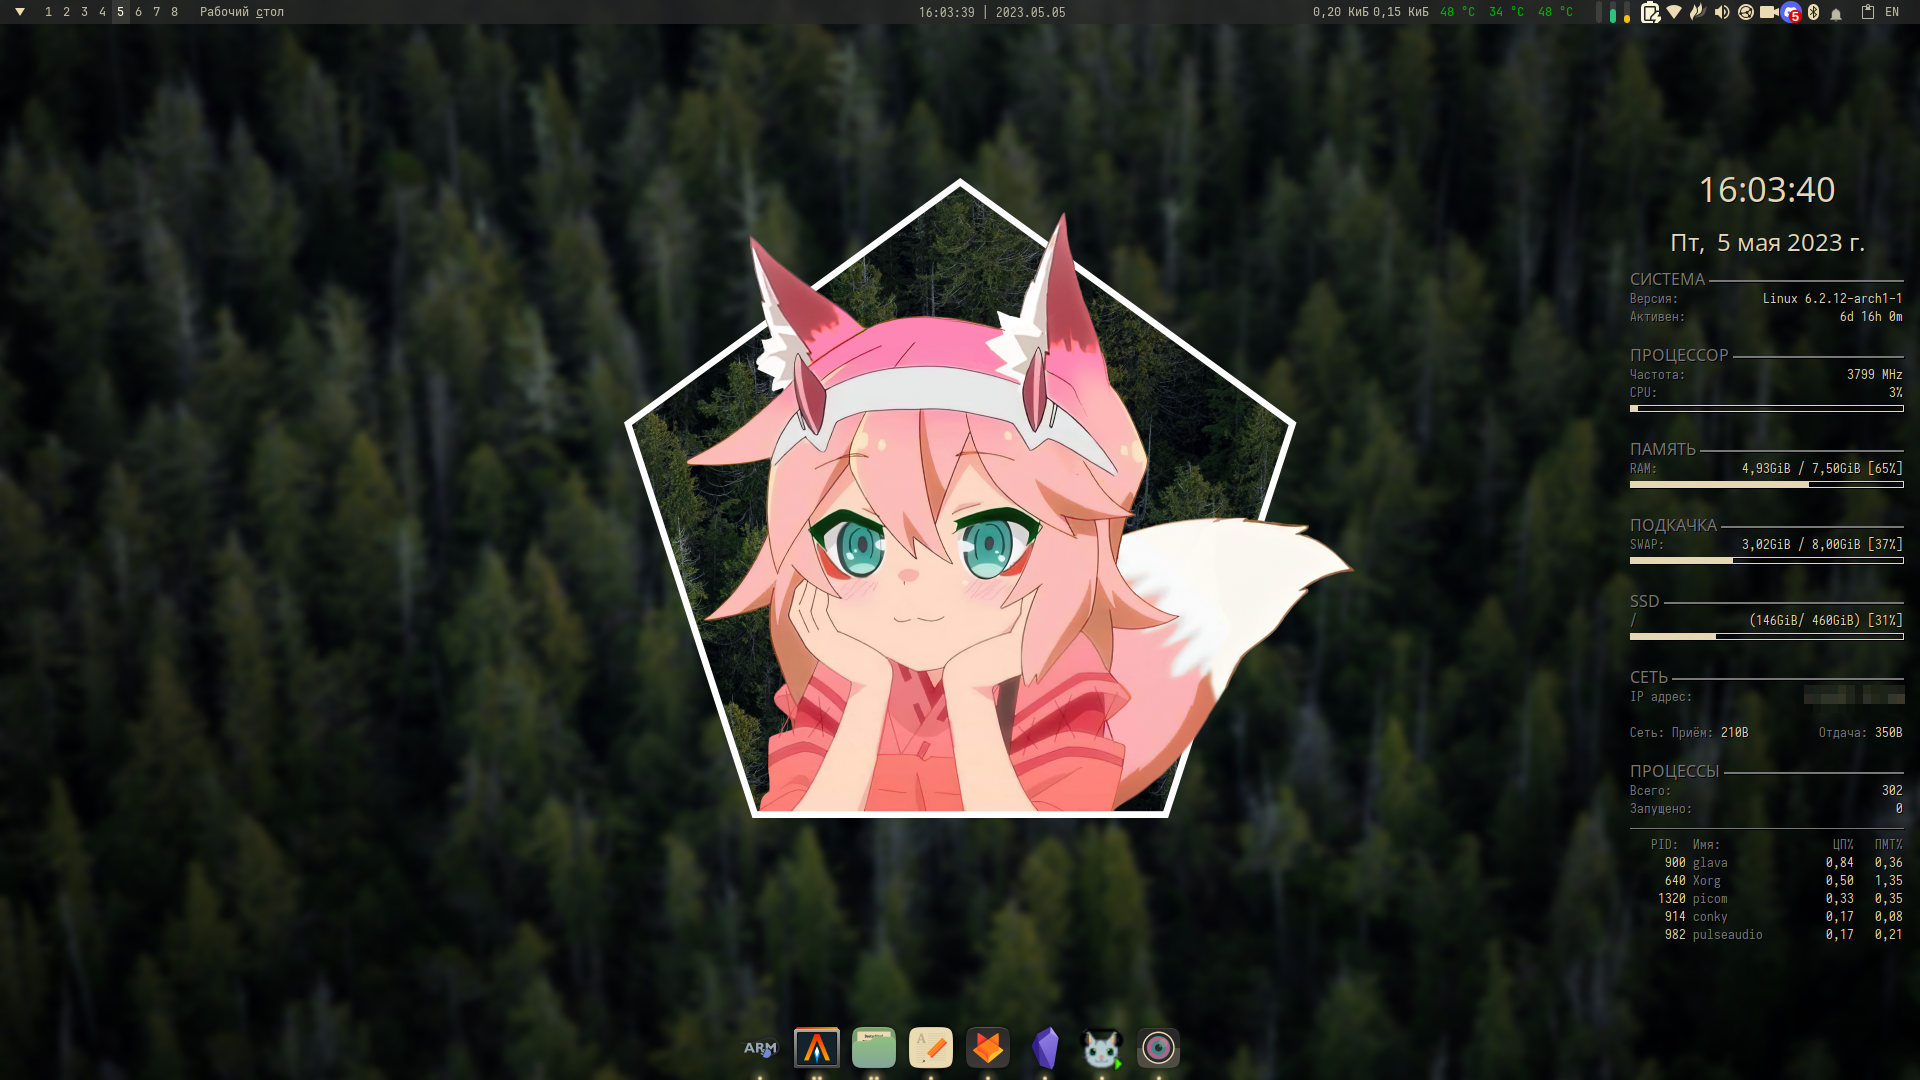 1 2 3 4 5 6 7 8 Рабочий стол
16:03:39 | 2023.05.05
0,20 КиБ 0,15 КиБ 48 °C 34 °C 48 °C 5 EN
16:03:40
Пт, 5 мая 2023 г.
СИСТЕМА
Версия: Linux 6.2.12-arch1-1
Активен: 6d 16h 0m
ПРОЦЕССОР
Частота: 3799 MHz
CPU: 3%
ПАМЯТЬ
RAM: 4,93GiB / 7,50GiB [65%]
ПОДКАЧКА
SWAP: 3,02GiB / 8,00GiB [37%]
SSD
/ (146GiB/ 460GiB) [31%]
СЕТЬ
IP адрес:
Сеть: Приём: 210B Отдача: 350B
ПРОЦЕССЫ
Всего: 302
Запущено: 0
PID: Имя: ЦП% ПМТ%
900 glava 0,84 0,36
640 Xorg 0,50 1,35
1320 picom 0,33 0,35
914 conky 0,17 0,08
982 pulseaudio 0,17 0,21
ARM